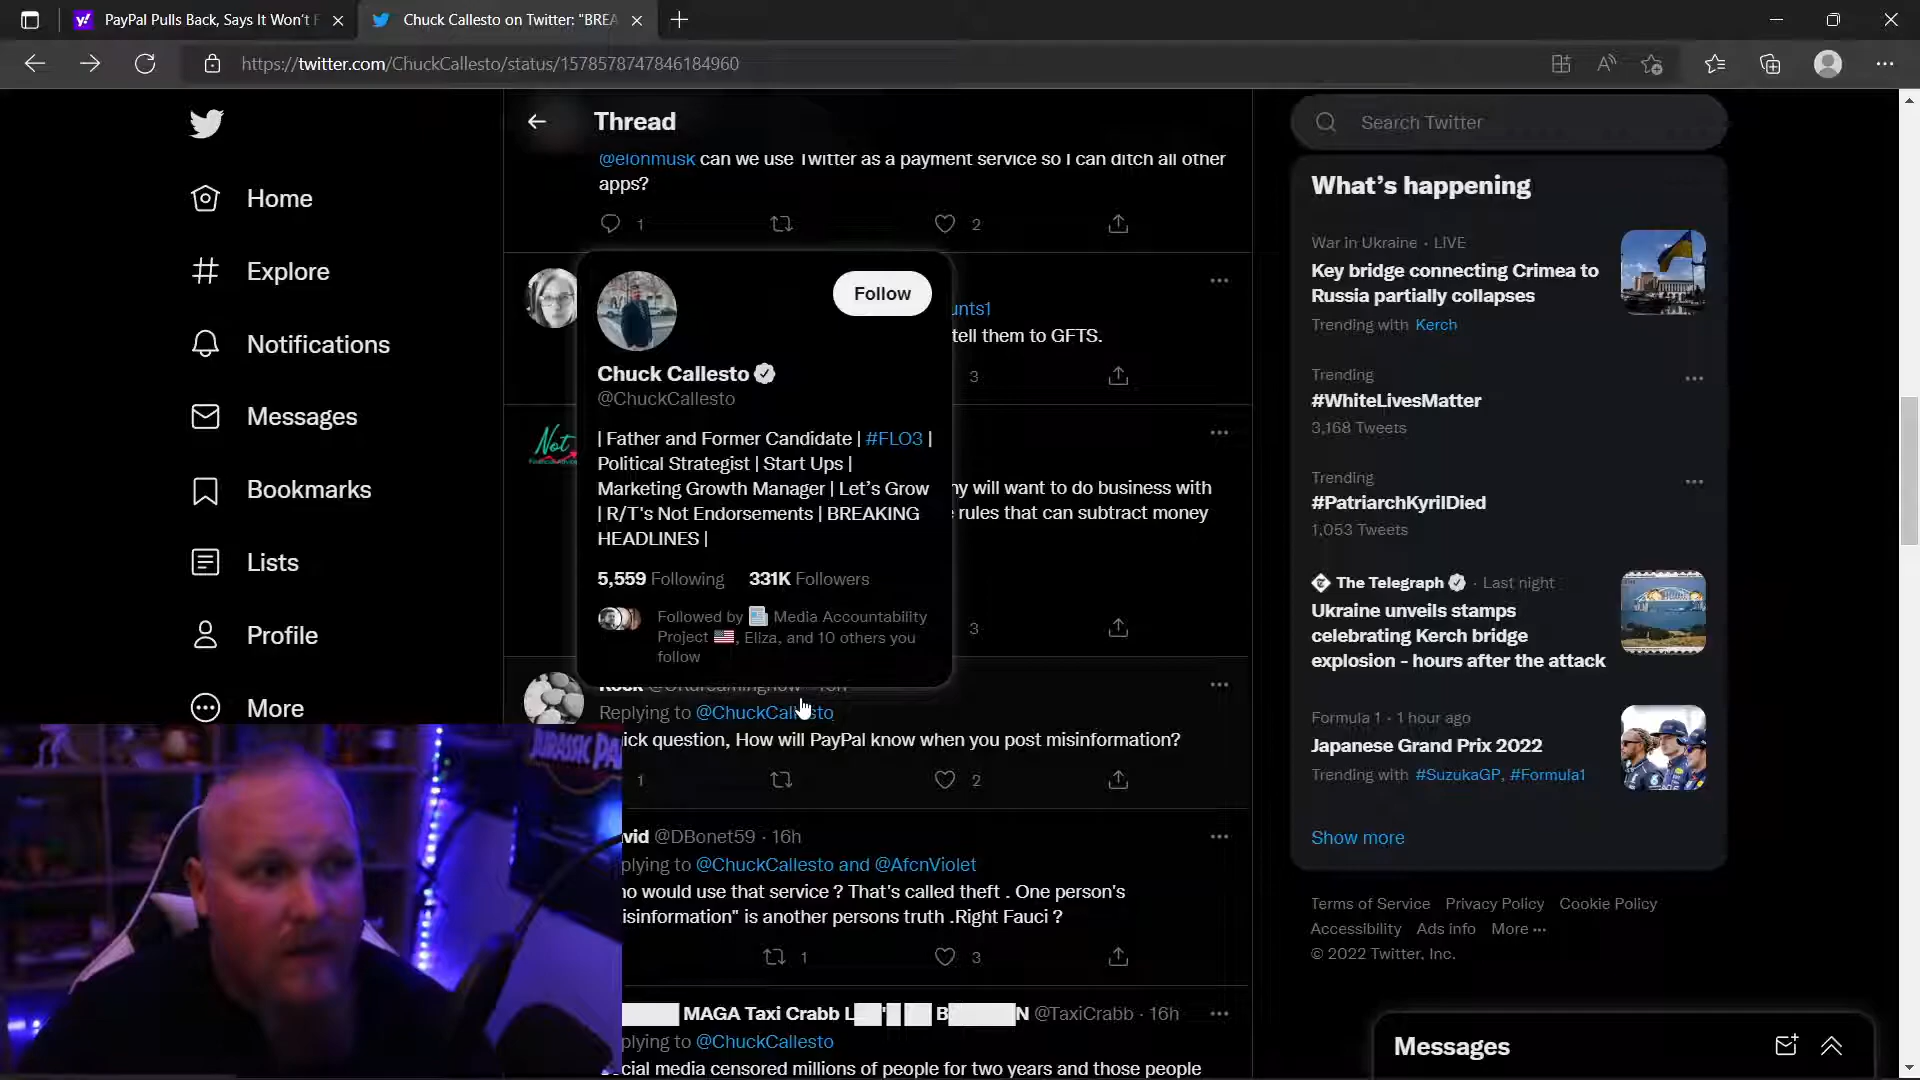 PayPal Pulls Back, Says It Won't F
Chuck Callesto on Twitter: "BREA
https://twitter.com/ChuckCallesto/status/1578578747846184960
Home
Explore
Notifications
Messages
Bookmarks
Lists
Profile
More
Thread
@elonmusk can we use Twitter as a payment service so I can ditch all other
apps?
1
2
unts1
tell them to GFTS.
3
Not
Follow
Chuck Callesto
@ChuckCallesto
| Father and Former Candidate | #FLO3 |
Political Strategist | Start Ups |
Marketing Growth Manager | Let's Grow
| R/T's Not Endorsements | BREAKING
HEADLINES |
5,559 Following 331K Followers
Followed by Media Accountability
Project , Eliza, and 10 others you
follow
ny will want to do business with
rules that can subtract money
3
Replying to @ChuckCallesto
ick question, How will PayPal know when you post misinformation?
1
2
vid @DBonet59 · 16h
plying to @ChuckCallesto and @AfcnViolet
ho would use that service ? That's called theft . One person's
isinformation" is another persons truth .Right Fauci ?
1
3
MAGA Taxi Crabb L ' B N @TaxiCrabb · 16h
plying to @ChuckCallesto
cial media censored millions of people for two years and those people
JURASSIC PA
Search Twitter
What's happening
War in Ukraine · LIVE
Key bridge connecting Crimea to
Russia partially collapses
Trending with Kerch
Trending
#WhiteLivesMatter
3,168 Tweets
Trending
#PatriarchKyrilDied
1,053 Tweets
The Telegraph · Last night
Ukraine unveils stamps
celebrating Kerch bridge
explosion - hours after the attack
Formula 1 · 1 hour ago
Japanese Grand Prix 2022
Trending with #SuzukaGP, #Formula1
Show more
Terms of Service Privacy Policy Cookie Policy
Accessibility Ads info More ···
© 2022 Twitter, Inc.
Messages